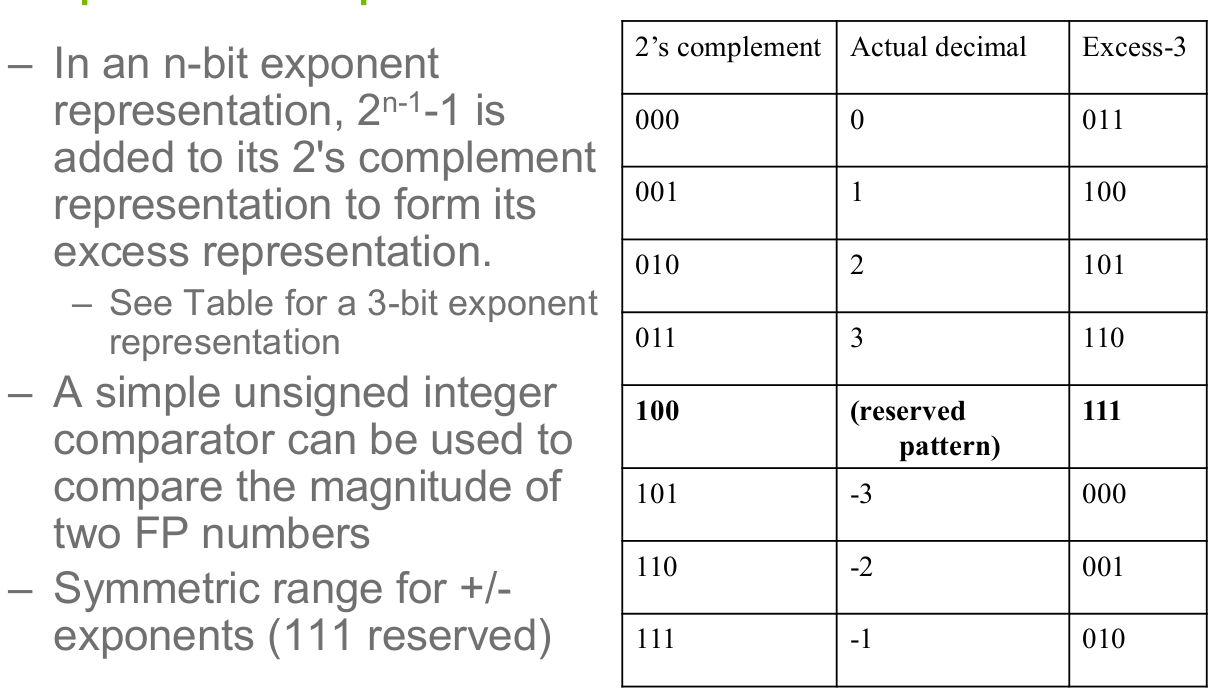 – In an n-bit exponent
representation, 2ⁿ⁻¹-1 is
added to its 2's complement
representation to form its
excess representation.
– See Table for a 3-bit exponent
representation
– A simple unsigned integer
comparator can be used to
compare the magnitude of
two FP numbers
– Symmetric range for +/-
exponents (111 reserved)
2’s complement Actual decimal Excess-3
000 0 011
001 1 100
010 2 101
011 3 110
100 (reserved 111
pattern)
101 -3 000
110 -2 001
111 -1 010